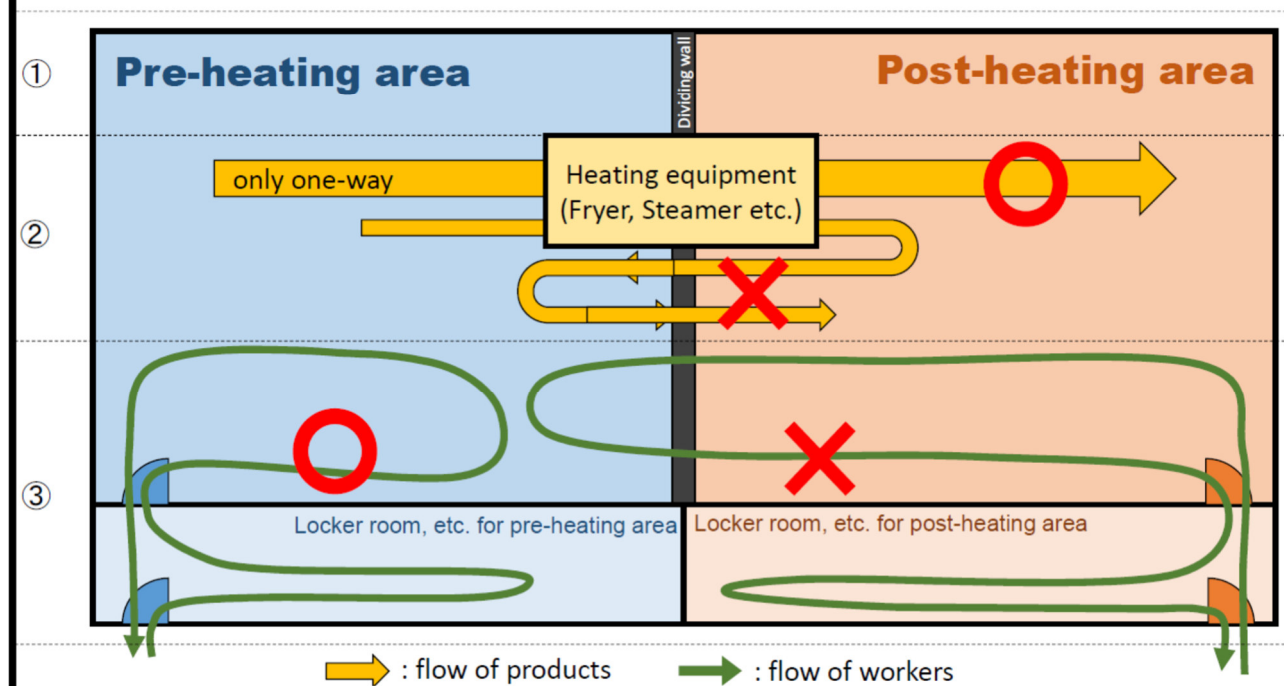 ①
Pre-heating area
Dividing wall
Post-heating area
②
only one-way
Heating equipment
(Fryer, Steamer etc.)
③
Locker room, etc. for pre-heating area
Locker room, etc. for post-heating area
: flow of products
: flow of workers